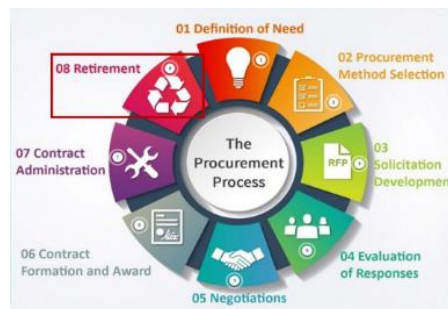 01 Definition of Need
02 Procurement
Method Selection
03
Solicitation
Development
RFP
04 Evaluation
of Responses
05 Negotiations
06 Contract
Formation and Award
07 Contract
Administration
08 Retirement
The
Procurement
Process